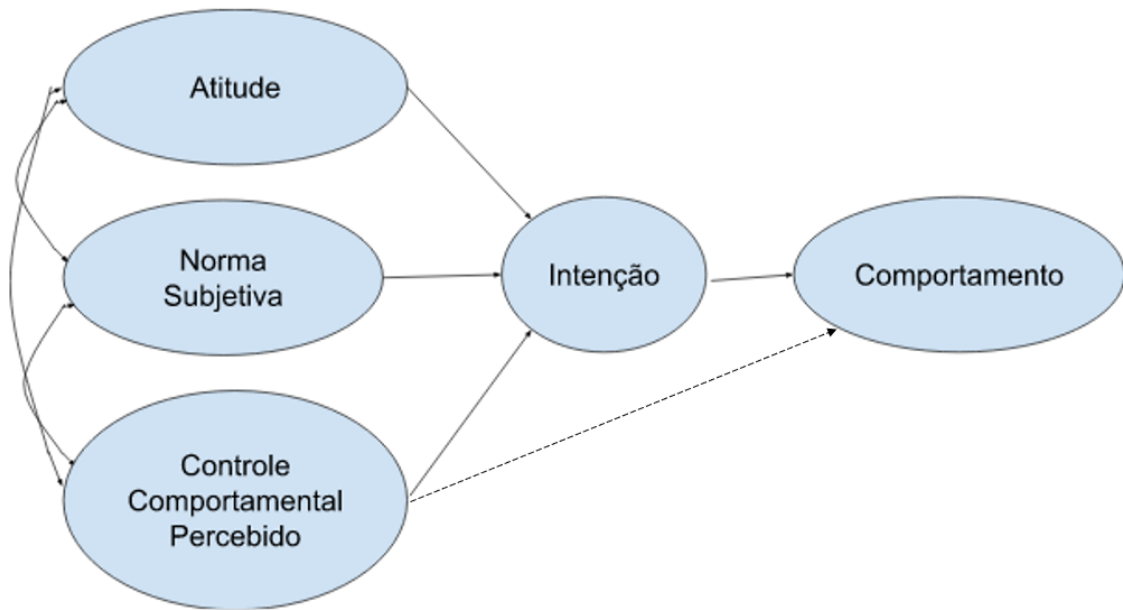 Atitude
Norma
Subjetiva
Intenção
Comportamento
Controle
Comportamental
Percebido